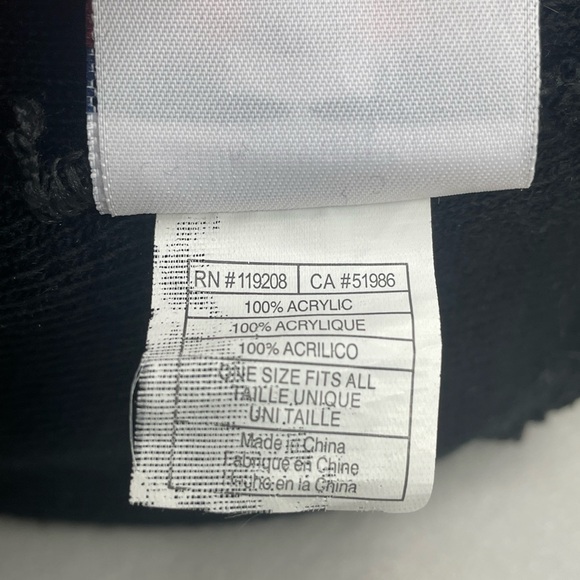 RN #119208 CA #51986
100% ACRYLIC
100% ACRYLIQUE
100% ACRILICO
ONE SIZE FITS ALL
TAILLE UNIQUE
UNI TAILLE
Made in China
Fabriqué en Chine
en la China